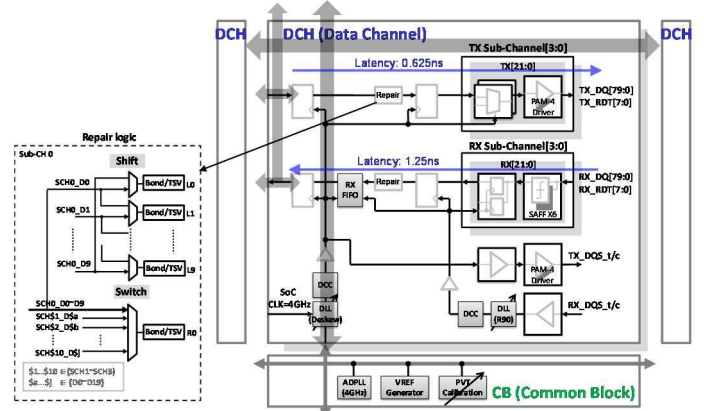 DCH
DCH (Data Channel)
DCH
TX Sub-Channel[3:0]
Latency: 0.625ns
TX[21:0]
Repair
PAM-4
Driver
TX_DQ[79:0]
TX_RDT[7:0]
Repair logic
Sub-CH 0
Shift
SCH0_D0
Bond/TSV
L0
SCH0_D1
Bond/TSV
L1
SCH0_D9
Bond/TSV
L9
Switch
SCH0_D0~D9
SCH$1_D$a
SCH$2_D$b
Bond/TSV
R0
SCH$10_D$j
$1...$10 ∈{SCH1~SCH3}
$a...$j ∈{D0~D19}
RX Sub-Channel[3:0]
Latency: 1.25ns
RX[21:0]
RX
FIFO
Repair
SAFF X6
RX_DQ[79:0]
RX_RDT[7:0]
TX_DQS_t/c
PAM-4
Driver
DCC
SoC
CLK=4GHz
DLL
(Deskew)
DCC
DLL
(R90)
RX_DQS_t/c
ADPLL
(4GHz)
VREF
Generator
PVT
Calibration
CB (Common Block)